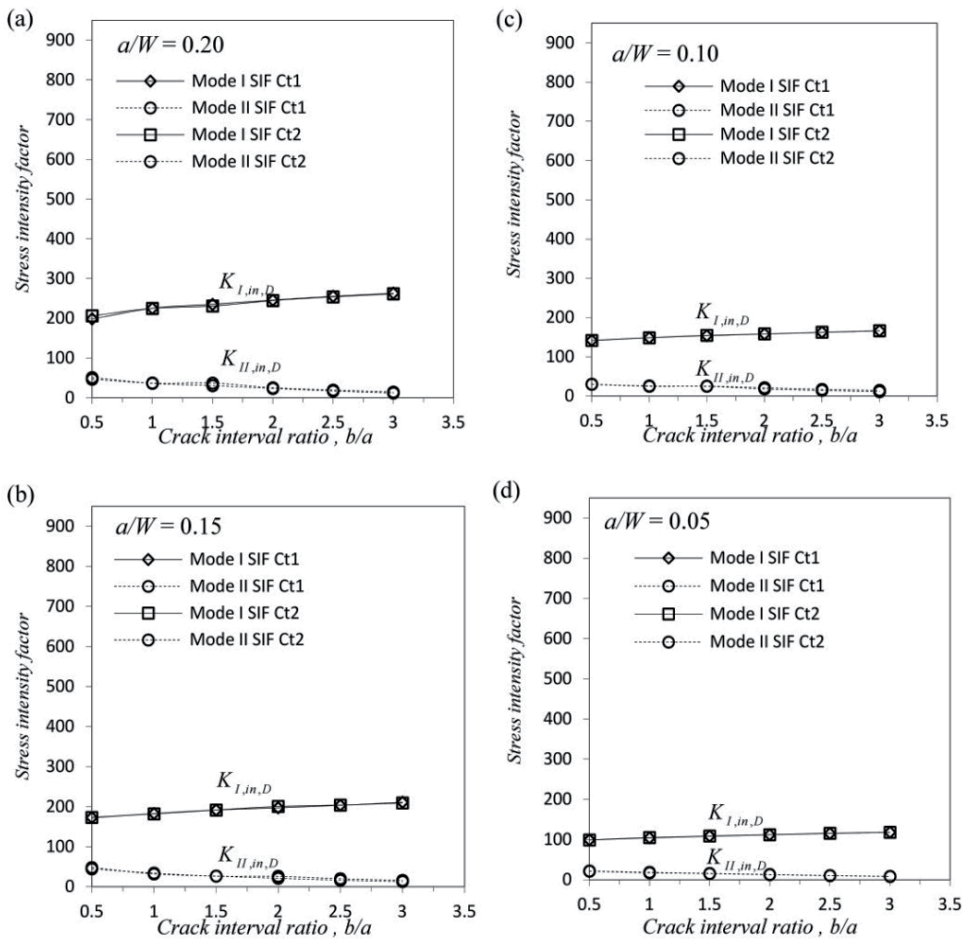 (a)
a/W = 0.20
Mode I SIF Ct1
Mode II SIF Ct1
Mode I SIF Ct2
Mode II SIF Ct2
Stress intensity factor
900
800
700
600
500
400
300
200
100
0
K I,in,D
K II,in,D
0.5 1 1.5 2 2.5 3 3.5
Crack interval ratio , b/a
(c)
a/W = 0.10
Mode I SIF Ct1
Mode II SIF Ct1
Mode I SIF Ct2
Mode II SIF Ct2
Stress intensity factor
900
800
700
600
500
400
300
200
100
0
K I,in,D
K II,in,D
0.5 1 1.5 2 2.5 3 3.5
Crack interval ratio , b/a
(b)
a/W = 0.15
Mode I SIF Ct1
Mode II SIF Ct1
Mode I SIF Ct2
Mode II SIF Ct2
Stress intensity factor
900
800
700
600
500
400
300
200
100
0
K I,in,D
K II,in,D
0.5 1 1.5 2 2.5 3 3.5
Crack interval ratio , b/a
(d)
a/W = 0.05
Mode I SIF Ct1
Mode II SIF Ct1
Mode I SIF Ct2
Mode II SIF Ct2
Stress intensity factor
900
800
700
600
500
400
300
200
100
0
K I,in,D
K II,in,D
0.5 1 1.5 2 2.5 3 3.5
Crack interval ratio , b/a